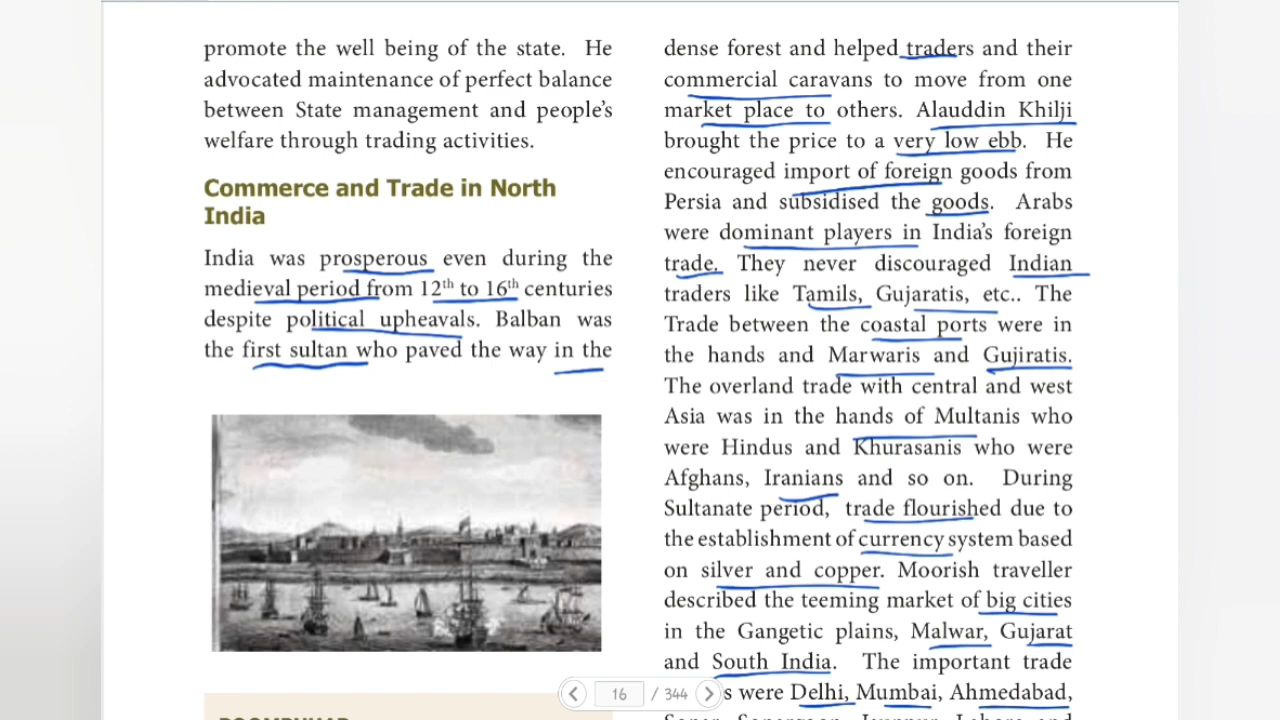 promote the well being of the state. He
advocated maintenance of perfect balance
between State management and people's
welfare through trading activities.
Commerce and Trade in North
India
India was prosperous even during the
medieval period from 12th to 16th centuries
despite political upheavals. Balban was
the first sultan who paved the way in the
dense forest and helped traders and their
commercial caravans to move from one
market place to others. Alauddin Khilji
brought the price to a very low ebb. He
encouraged import of foreign goods from
Persia and subsidised the goods. Arabs
were dominant players in India's foreign
trade. They never discouraged Indian
traders like Tamils, Gujaratis, etc.. The
Trade between the coastal ports were in
the hands and Marwaris and Gujiratis.
The overland trade with central and west
Asia was in the hands of Multanis who
were Hindus and Khurasanis who were
Afghans, Iranians and so on. During
Sultanate period, trade flourished due to
the establishment of currency system based
on silver and copper. Moorish traveller
described the teeming market of big cities
in the Gangetic plains, Malwar, Gujarat
and South India. The important trade
s were Delhi, Mumbai, Ahmedabad,
16 / 344